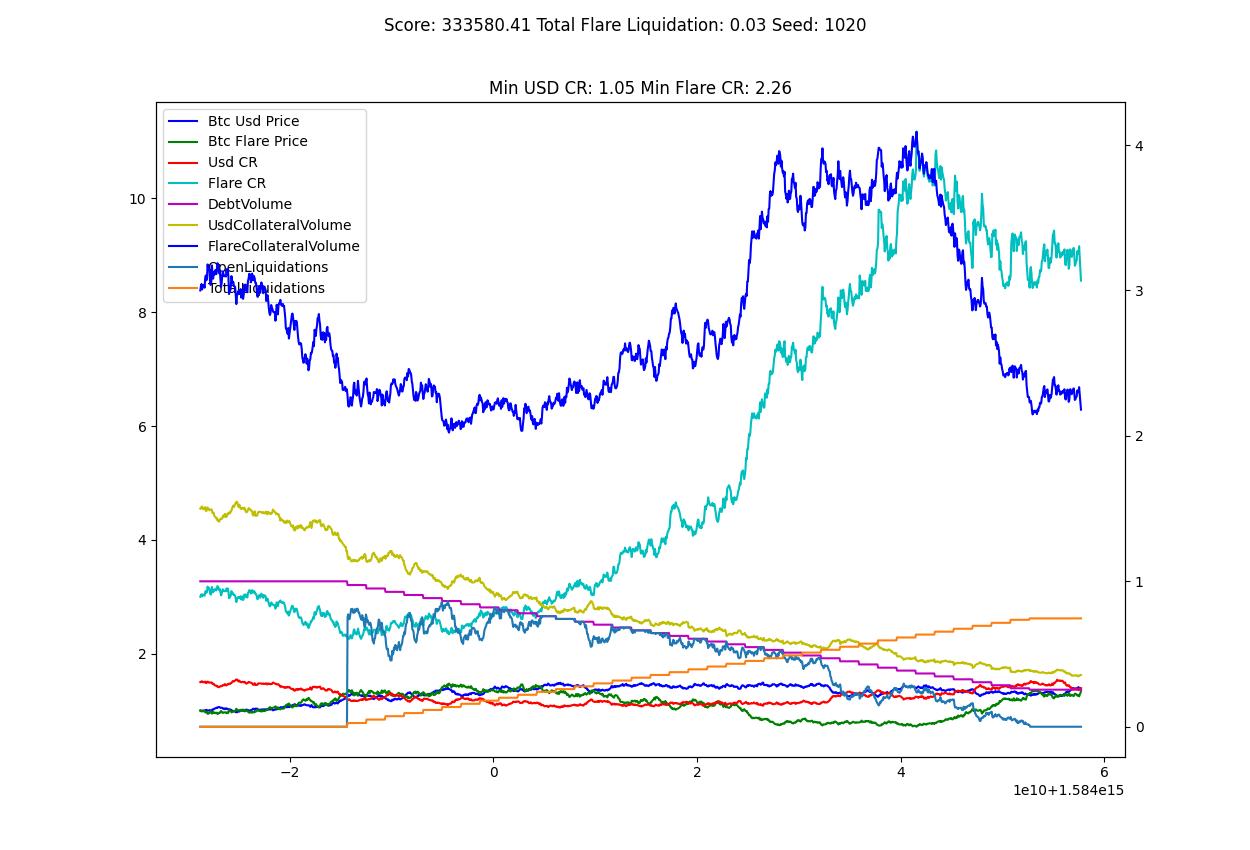 Score: 333580.41 Total Flare Liquidation: 0.03 Seed: 1020
Min USD CR: 1.05 Min Flare CR: 2.26
Btc Usd Price
Btc Flare Price
Usd CR
Flare CR
DebtVolume
UsdCollateralVolume
FlareCollateralVolume
OpenLiquidations
TotalLiquidations
10
8
6
4
2
4
3
2
1
0
−2
0
2
4
6
1e10+1.584e15